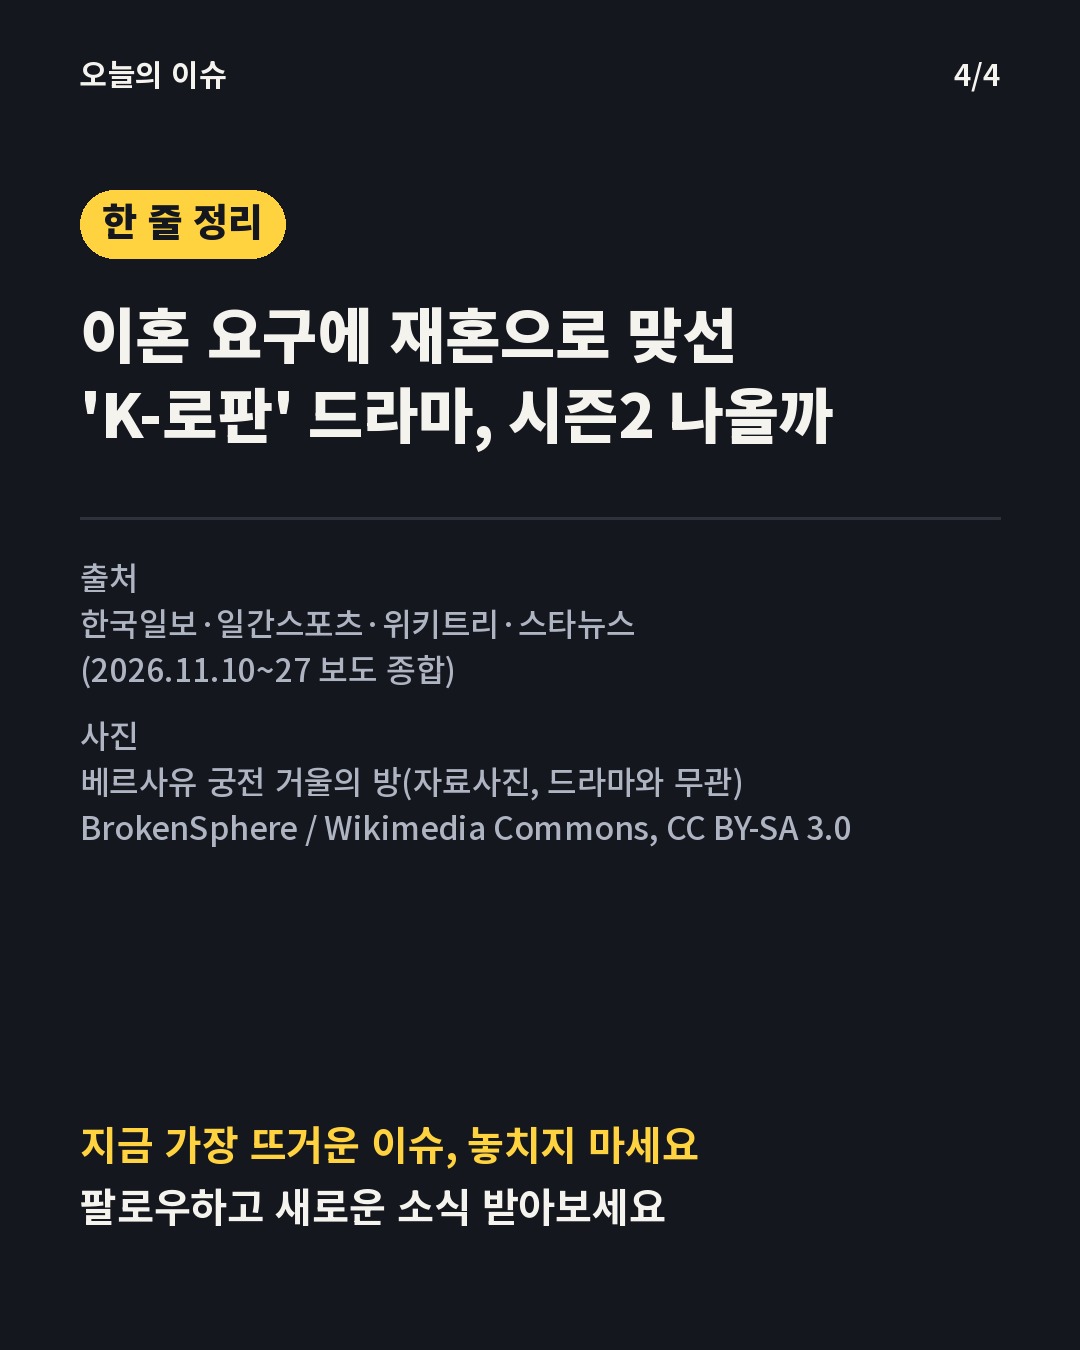 오늘의 이슈
4/4
한 줄 정리
이혼 요구에 재혼으로 맞선
'K-로판' 드라마, 시즌2 나올까
출처
한국일보·일간스포츠·위키트리·스타뉴스
(2026.11.10~27 보도 종합)
사진
베르사유 궁전 거울의 방(자료사진, 드라마와 무관)
BrokenSphere / Wikimedia Commons, CC BY-SA 3.0
지금 가장 뜨거운 이슈, 놓치지 마세요
팔로우하고 새로운 소식 받아보세요